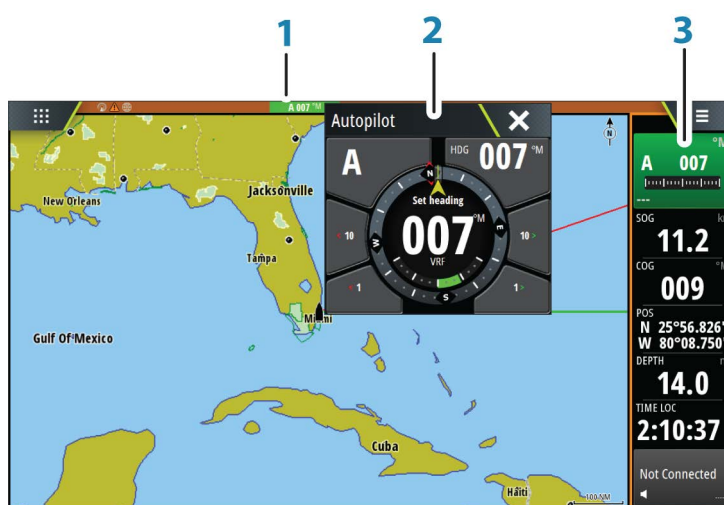 1 2 3
A 007 °M
Autopilot
A
HDG 007 °M
N
Set heading
007 °M
VRF
W
E
S
< 10
10 >
< 1
1 >
N
T
New Orleans
Jacksonville
Tampa
Miami
Gulf Of Mexico
Cuba
Haiti
100 NM
°M
A 007
---
SOG
11.2
COG °M
009
POS
N 25°56.826'
W 80°08.750'
DEPTH
14.0
TIME LOC
2:10:37
Not Connected